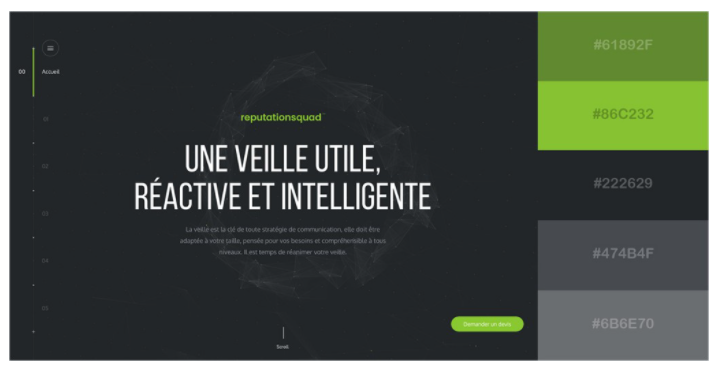 00
Accueil
01
02
03
04
05
reputationsquad
UNE VEILLE UTILE,
RÉACTIVE ET INTELLIGENTE
La veille est la clé de toute stratégie de communication, elle doit être
adaptée à votre taille, pensée pour vos besoins et compréhensible à tous
niveaux. Il est temps de réanimer votre veille.
Demander un devis
Scroll
#61892F
#86C232
#222629
#474B4F
#6B6E70